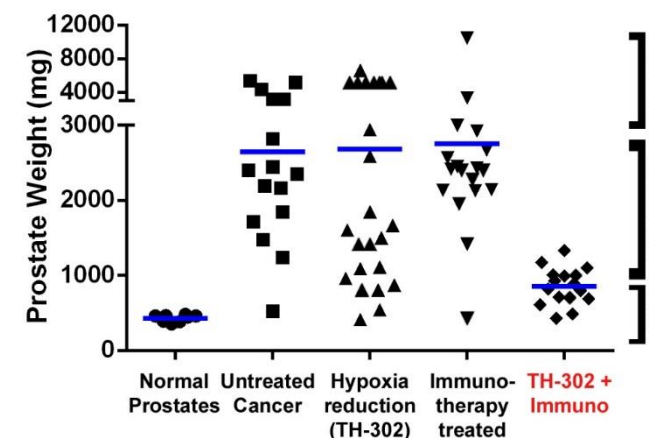 Prostate Weight (mg)
12000
8000
4000
3000
2000
1000
0
Normal Prostates
Untreated Cancer
Hypoxia reduction (TH-302)
Immuno- therapy treated
TH-302 + Immuno